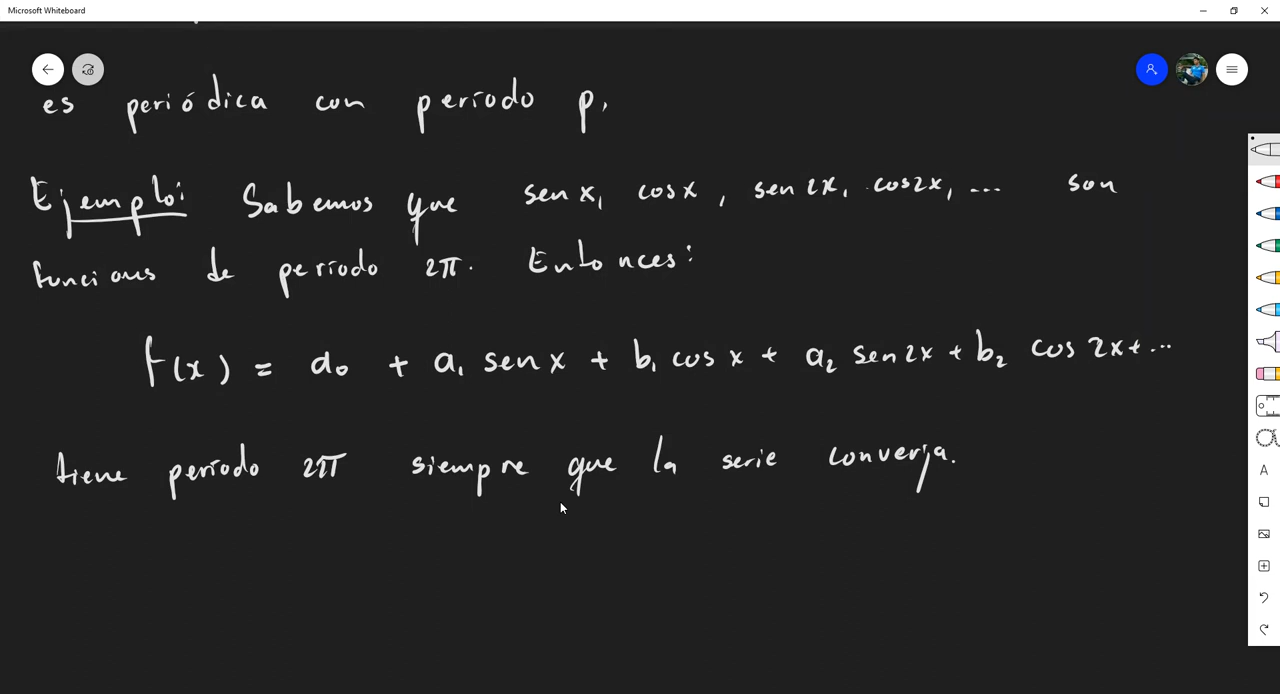 Microsoft Whiteboard
es periódica con período p.
Ejemplo: Sabemos que sen x, cos x, sen 2x, cos 2x, ... son
funciones de período 2π. Entonces:
f(x) = a₀ + a₁ sen x + b₁ cos x + a₂ sen 2x + b₂ cos 2x + ...
tiene período 2π siempre que la serie converja.
A